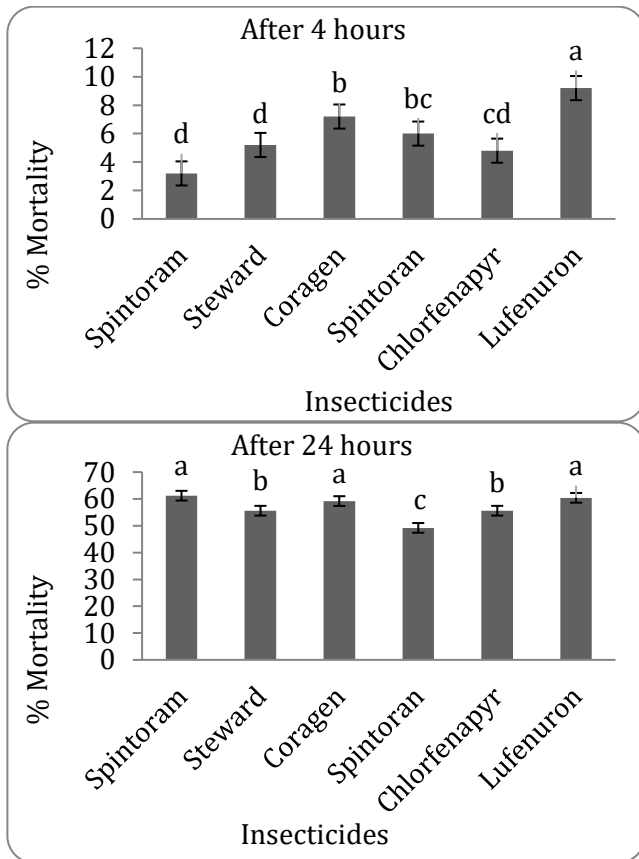 After 4 hours
% Mortality
12
10
8
6
4
2
0
d
d
b
bc
cd
a
Spintoram
Steward
Coragen
Spintoran
Chlorfenapyr
Lufenuron
Insecticides
After 24 hours
% Mortality
70
60
50
40
30
20
10
0
a
b
a
c
b
a
Spintoram
Steward
Coragen
Spintoran
Chlorfenapyr
Lufenuron
Insecticides